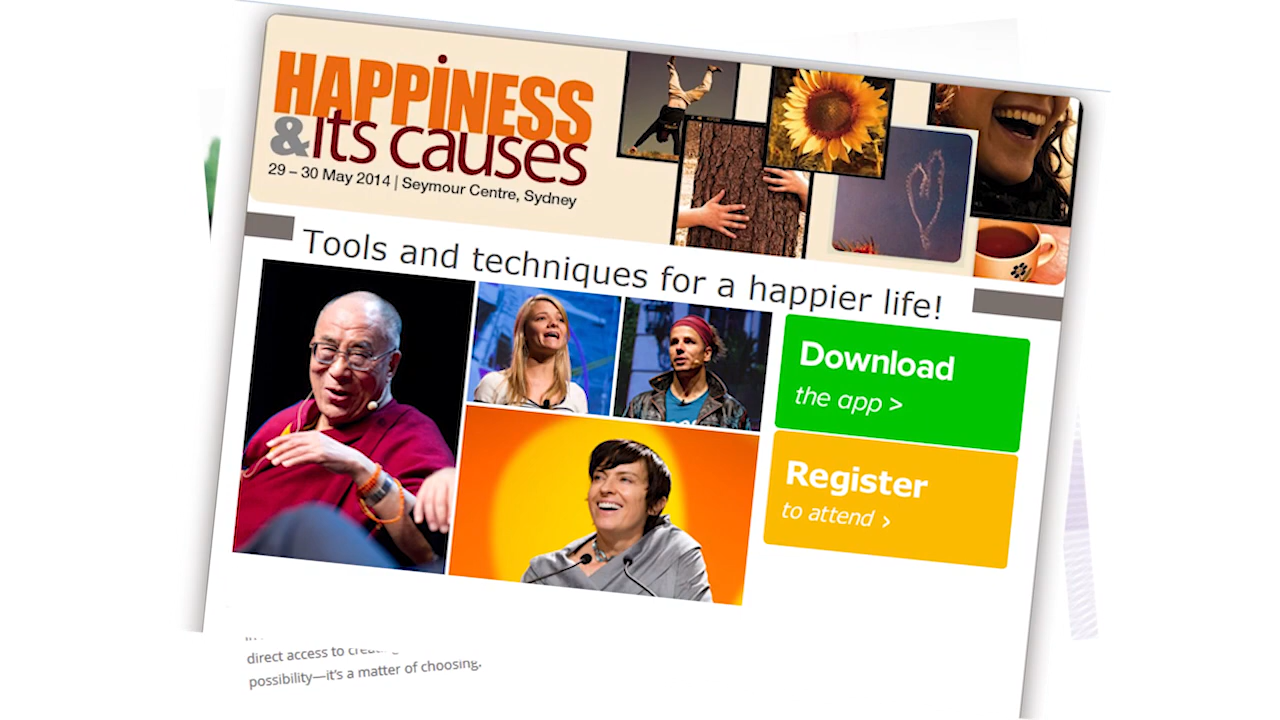 HAPPINESS
&its causes
29 – 30 May 2014 | Seymour Centre, Sydney
Tools and techniques for a happier life!
Download
the app >
Register
to attend >
direct access to
possibility—it's a matter of choosing.